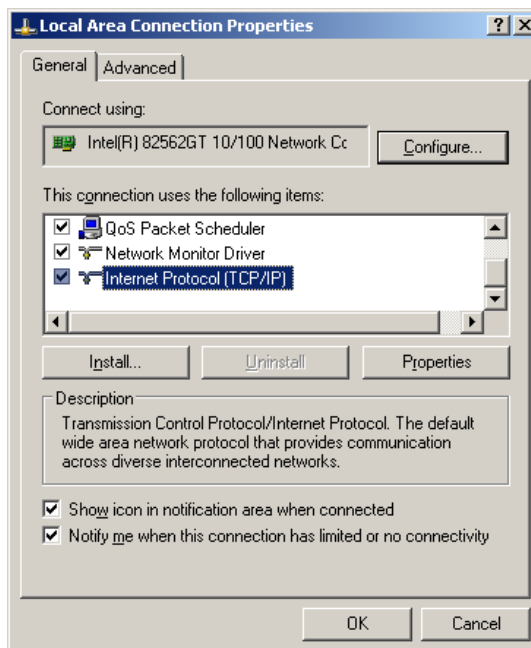 Local Area Connection Properties
General
Advanced
Connect using:
Intel(R) 82562GT 10/100 Network Cc
Configure...
This connection uses the following items:
QoS Packet Scheduler
Network Monitor Driver
Internet Protocol (TCP/IP)
Install...
Uninstall
Properties
Description
Transmission Control Protocol/Internet Protocol. The default
wide area network protocol that provides communication
across diverse interconnected networks.
Show icon in notification area when connected
Notify me when this connection has limited or no connectivity
OK
Cancel